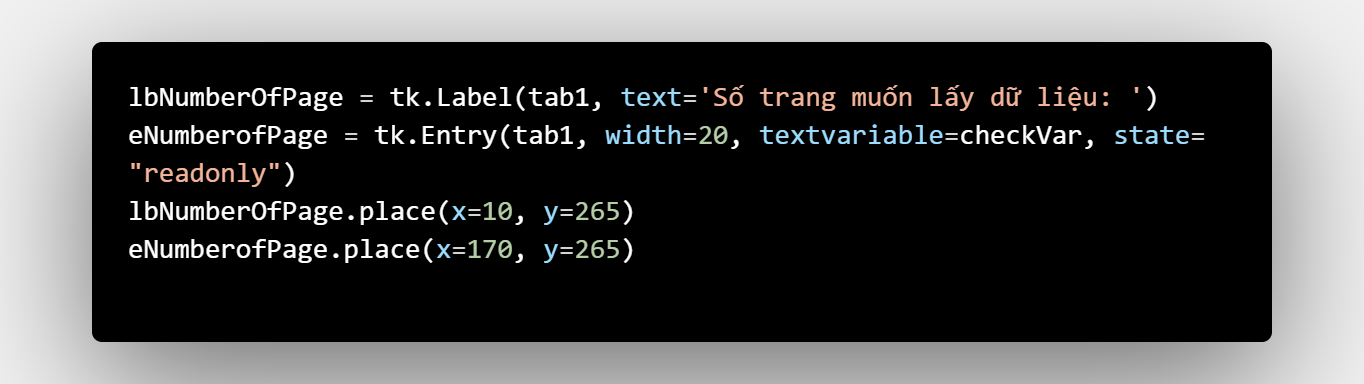 lbNumberOfPage = tk.Label(tab1, text='Số trang muốn lấy dữ liệu: ')
eNumberofPage = tk.Entry(tab1, width=20, textvariable=checkVar, state=
"readonly")
lbNumberOfPage.place(x=10, y=265)
eNumberofPage.place(x=170, y=265)